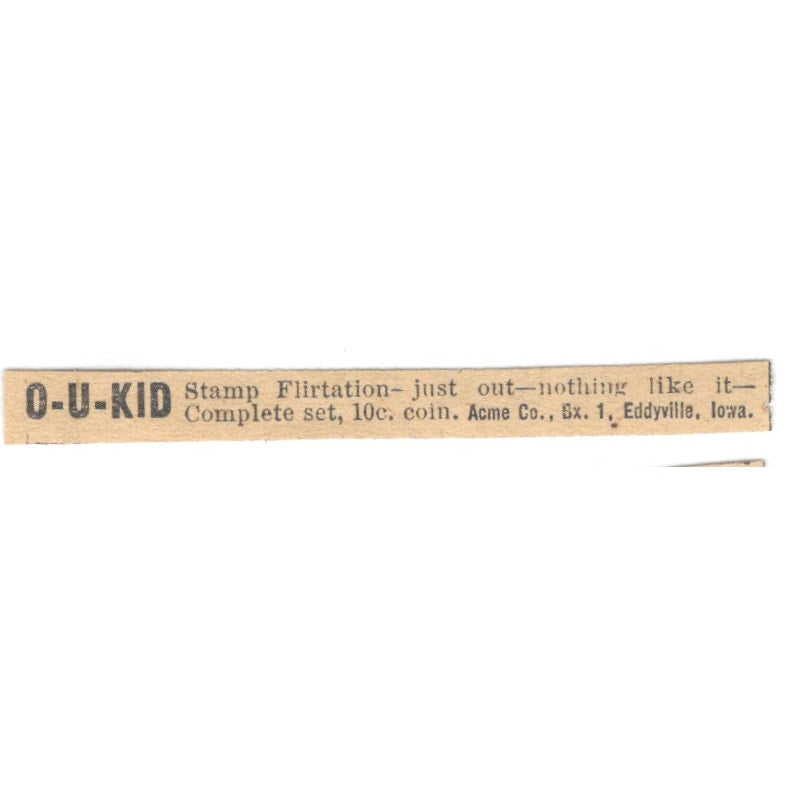 O-U-KID Stamp Flirtation- just out—nothing like it—
Complete set, 10c. coin. Acme Co., Bx. 1, Eddyville, Iowa.